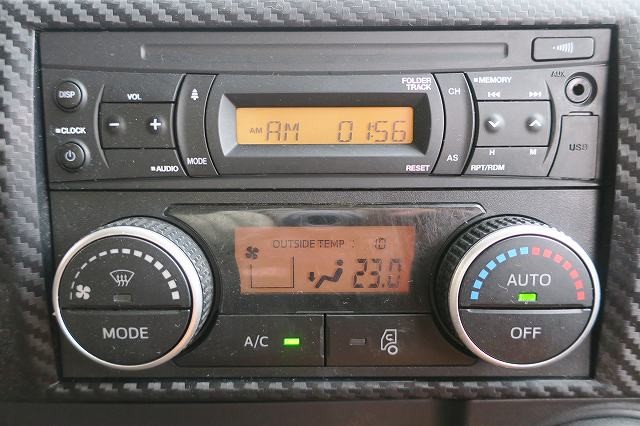 DISP
VOL
FOLDER
TRACK
CH
■MEMORY
AUX
|◀◀
▶▶|
− +
■CLOCK
AM AM 01:56
USB
■AUDIO
MODE
RESET
AS
H M
RPT/RDM
OUTSIDE TEMP : 10
23.0
MODE
A/C
AUTO
OFF